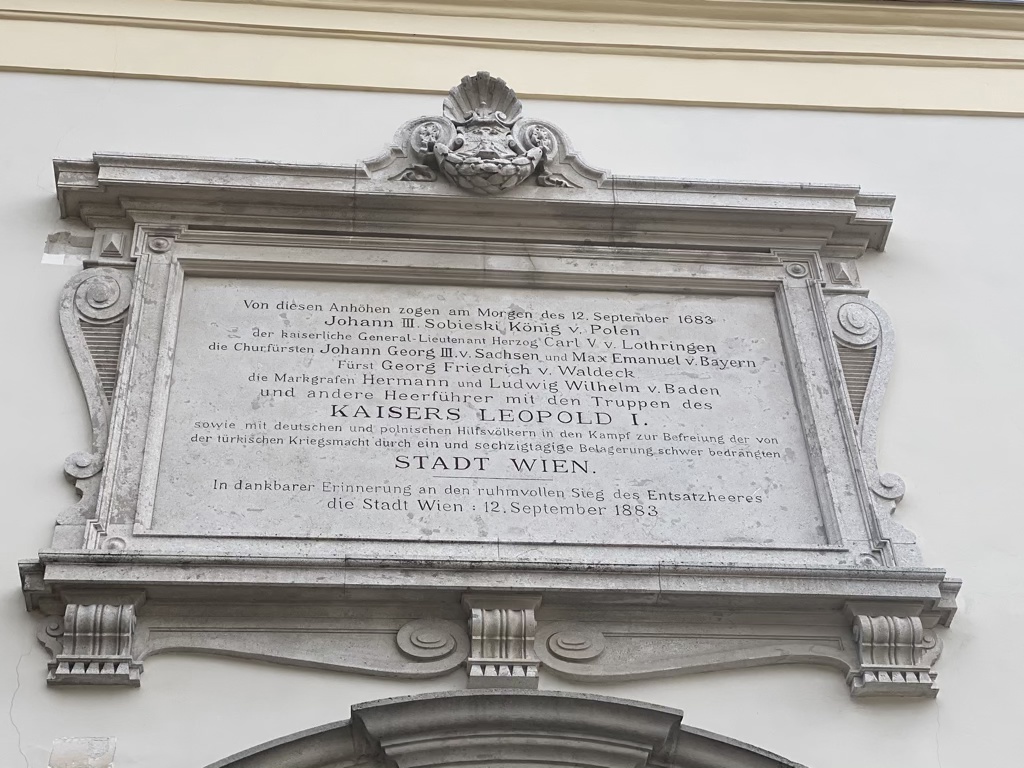 Von diesen Anhöhen zogen am Morgen des 12. September 1683
Johann III. Sobieski, König v. Polen
der kaiserliche General-Lieutenant Herzog Carl V. v. Lothringen
die Churfürsten Johann Georg III. v. Sachsen und Max Emanuel v. Bayern
Fürst Georg Friedrich v. Waldeck
die Markgrafen Hermann und Ludwig Wilhelm v. Baden
und andere Heerführer mit den Truppen des
KAISERS LEOPOLD I.
sowie mit deutschen und polnischen Hilfsvölkern in den Kampf zur Befreiung der von
der türkischen Kriegsmacht durch ein und sechzigtägige Belagerung schwer bedrängten
STADT WIEN.
In dankbarer Erinnerung an den ruhmvollen Sieg des Entsatzheeres
die Stadt Wien : 12. September 1883